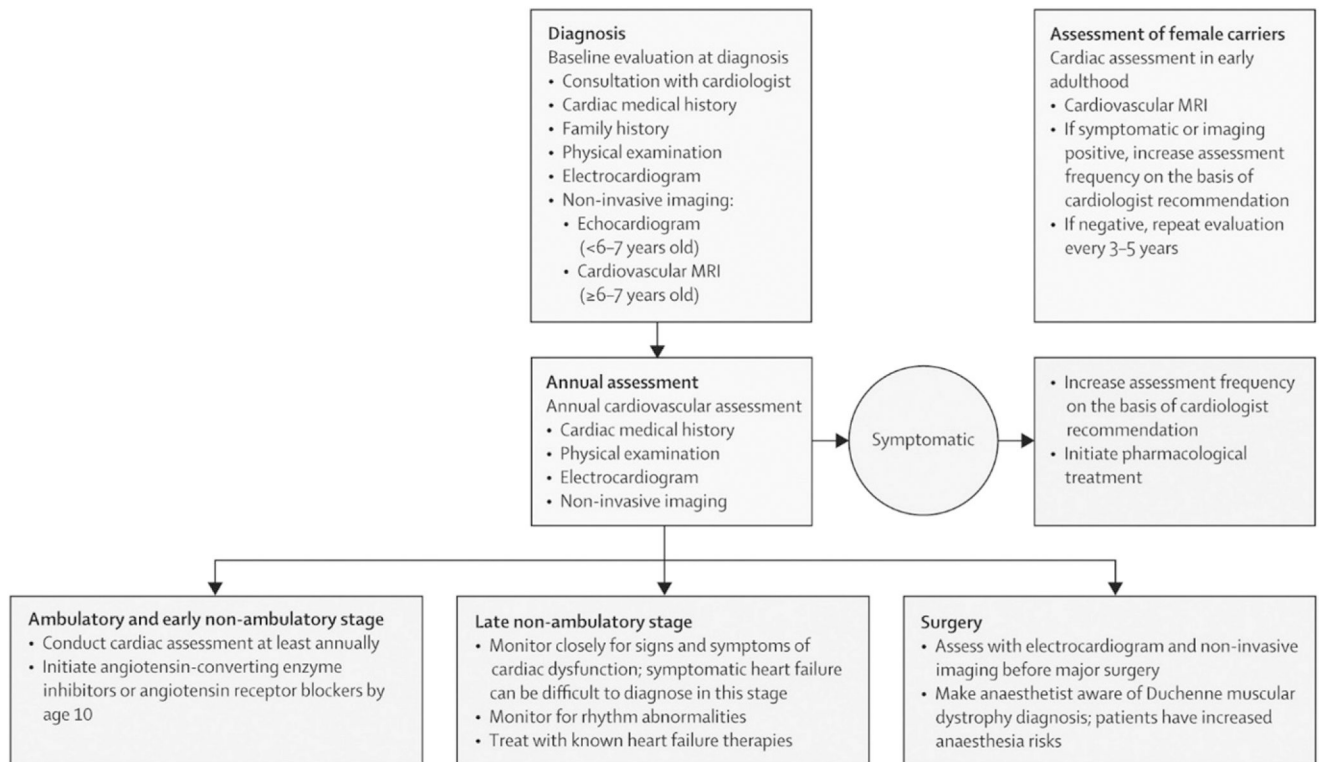 Diagnosis
Baseline evaluation at diagnosis
• Consultation with cardiologist
• Cardiac medical history
• Family history
• Physical examination
• Electrocardiogram
• Non-invasive imaging:
• Echocardiogram
(<6–7 years old)
• Cardiovascular MRI
(≥6–7 years old)
Assessment of female carriers
Cardiac assessment in early
adulthood
• Cardiovascular MRI
• If symptomatic or imaging
positive, increase assessment
frequency on the basis of
cardiologist recommendation
• If negative, repeat evaluation
every 3–5 years
Annual assessment
Annual cardiovascular assessment
• Cardiac medical history
• Physical examination
• Electrocardiogram
• Non-invasive imaging
Symptomatic
• Increase assessment frequency
on the basis of cardiologist
recommendation
• Initiate pharmacological
treatment
Ambulatory and early non-ambulatory stage
• Conduct cardiac assessment at least annually
• Initiate angiotensin-converting enzyme
inhibitors or angiotensin receptor blockers by
age 10
Late non-ambulatory stage
• Monitor closely for signs and symptoms of
cardiac dysfunction; symptomatic heart failure
can be difficult to diagnose in this stage
• Monitor for rhythm abnormalities
• Treat with known heart failure therapies
Surgery
• Assess with electrocardiogram and non-invasive
imaging before major surgery
• Make anaesthetist aware of Duchenne muscular
dystrophy diagnosis; patients have increased
anaesthesia risks